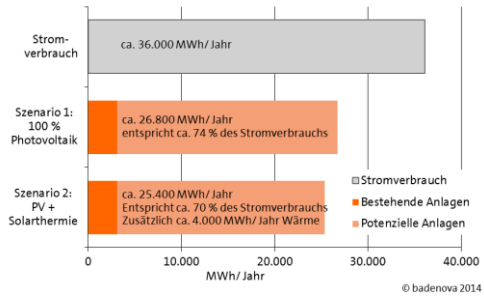 Strom-
verbrauch
ca. 36.000 MWh/ Jahr
Szenario 1:
100 %
Photovoltaik
ca. 26.800 MWh/ Jahr
entspricht ca. 74 % des Stromverbrauchs
Szenario 2:
PV +
Solarthermie
ca. 25.400 MWh/ Jahr
Entspricht ca. 70 % des Stromverbrauchs
Zusätzlich ca. 4.000 MWh/ Jahr Wärme
Stromverbrauch
Bestehende Anlagen
Potenzielle Anlagen
0
10.000
20.000
30.000
40.000
MWh/ Jahr
© badenova 2014